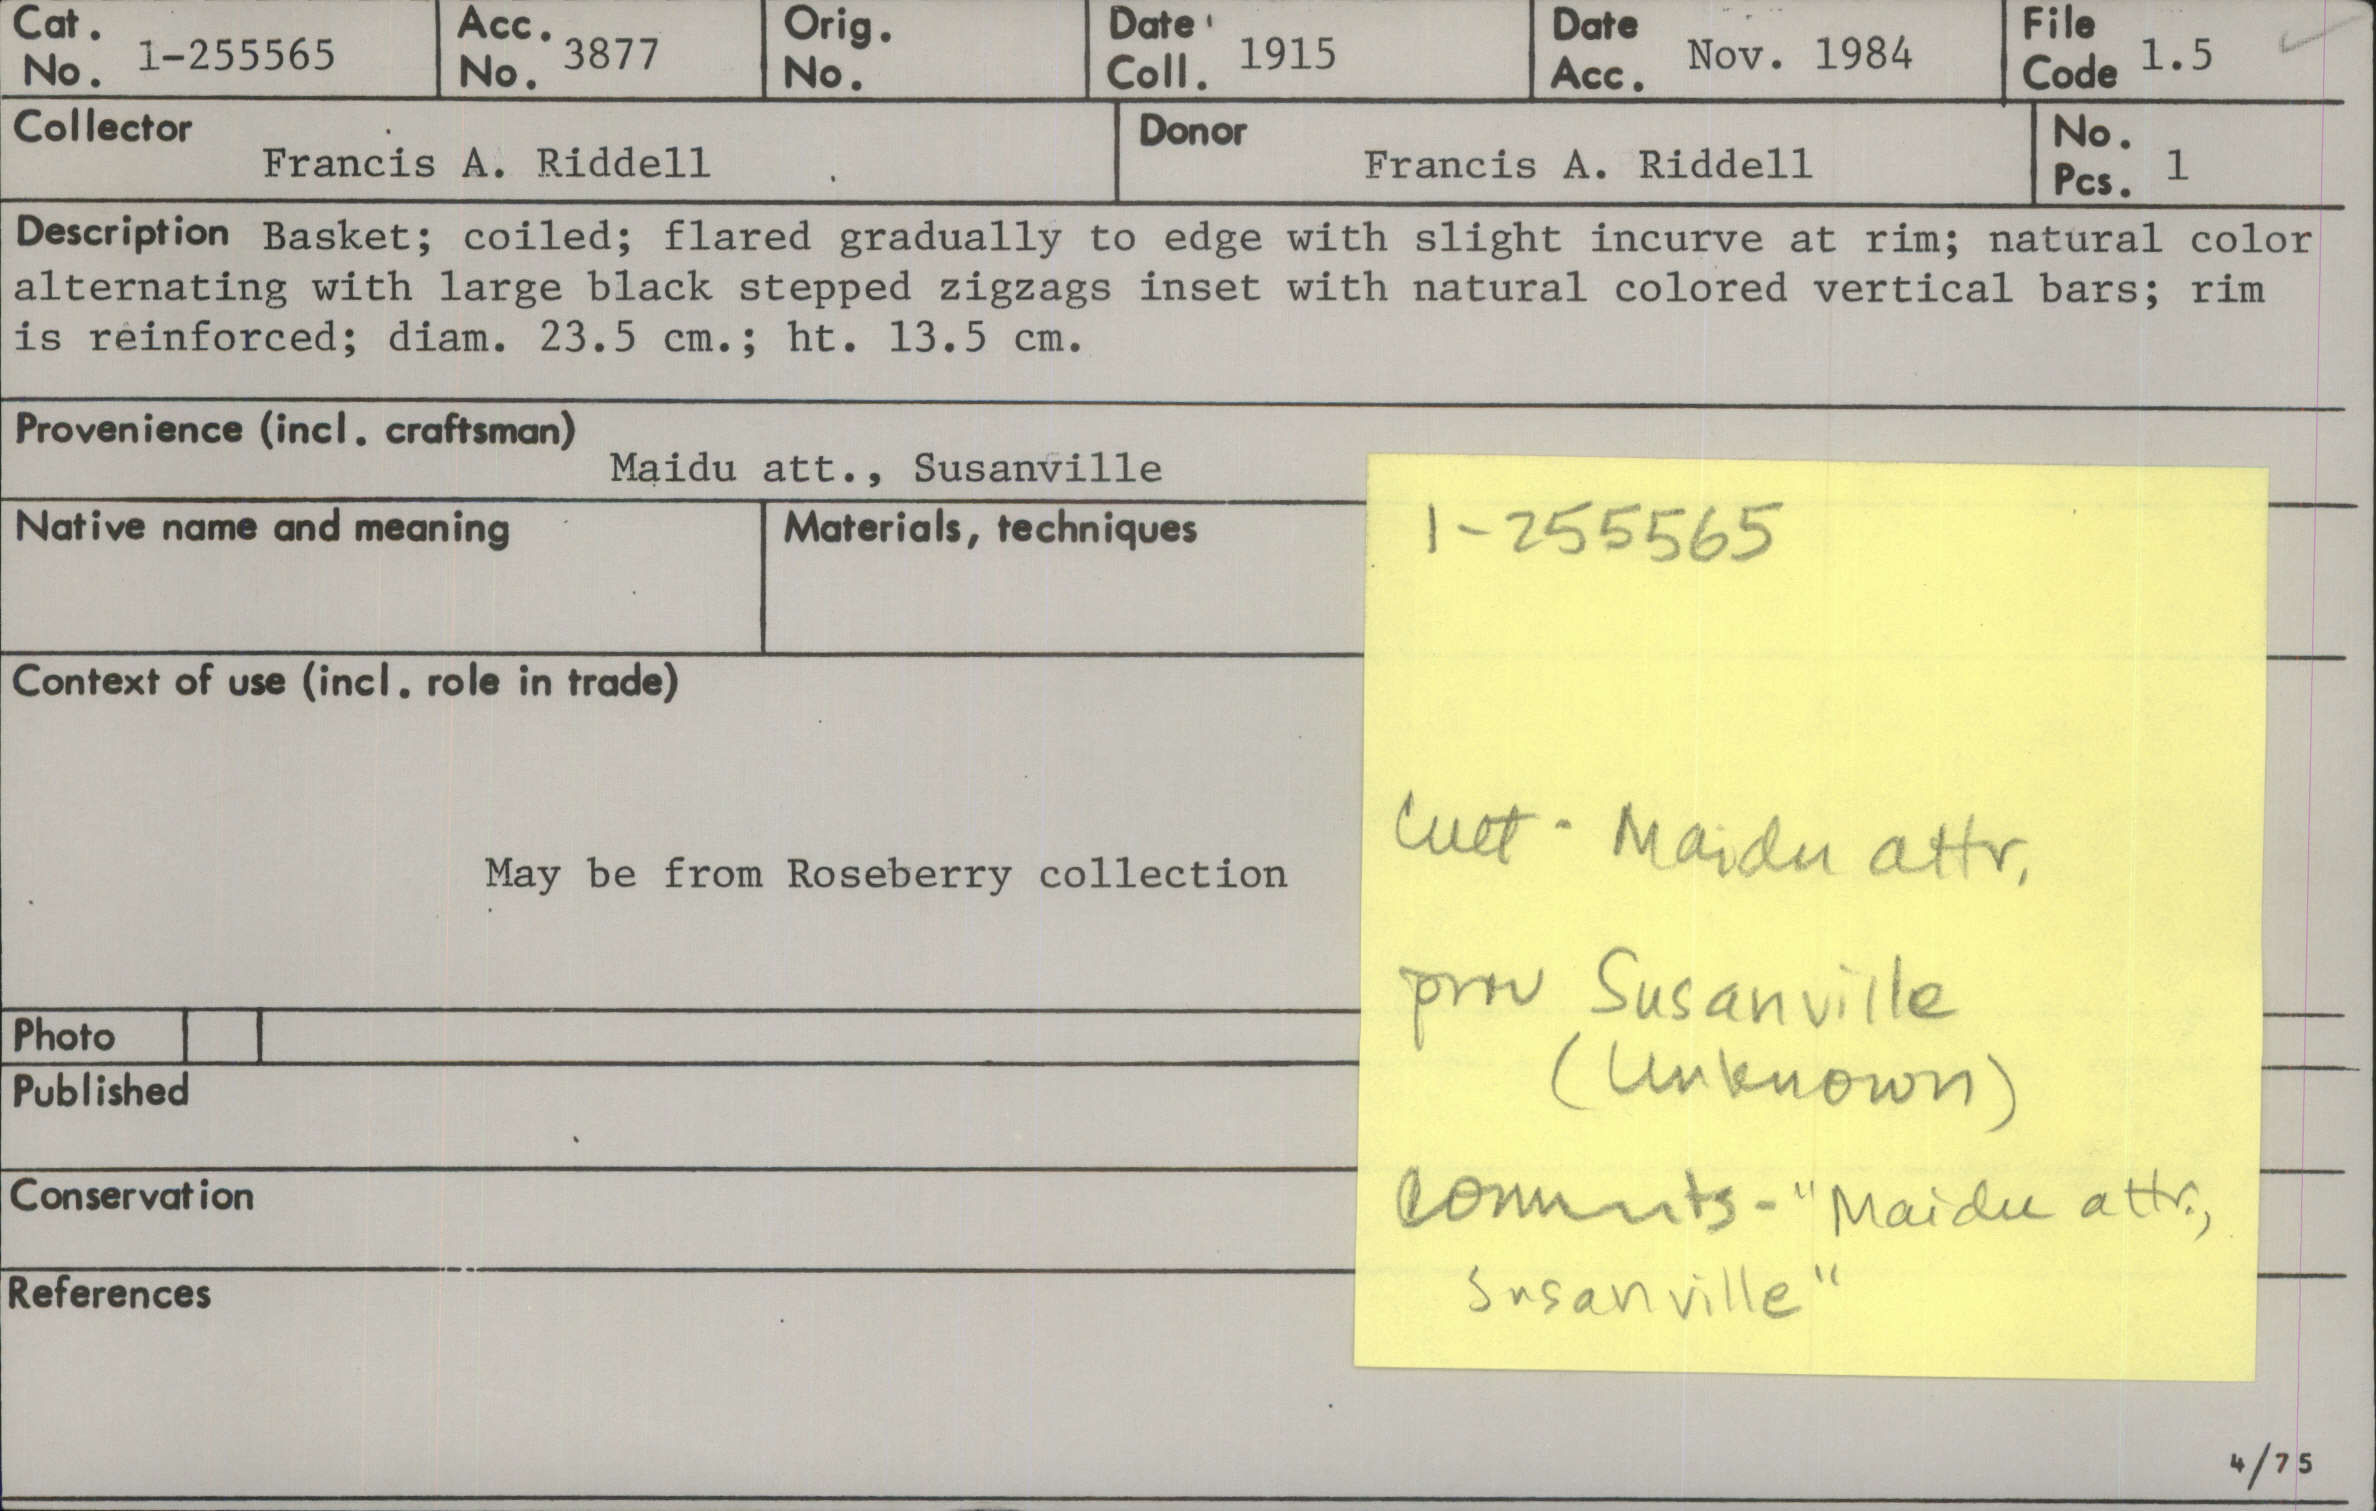 Cat. No. 1-255565
Acc. No. 3877
Orig. No.
Date Coll. 1915
Date Acc. Nov. 1984
File Code 1.5
Collector Francis A. Riddell
Donor Francis A. Riddell
No. Pcs. 1
Description Basket; coiled; flared gradually to edge with slight incurve at rim; natural color
alternating with large black stepped zigzags inset with natural colored vertical bars; rim
is reinforced; diam. 23.5 cm.; ht. 13.5 cm.
Provenience (incl. craftsman)
Maidu att., Susanville
Native name and meaning
Materials, techniques
Context of use (incl. role in trade)
May be from Roseberry collection
Photo
Published
Conservation
References
1-255565
Cult - Maidu attr.
prov Susanville
(Unknown)
Comments - "Maidu attr.,
Susanville"
4/75